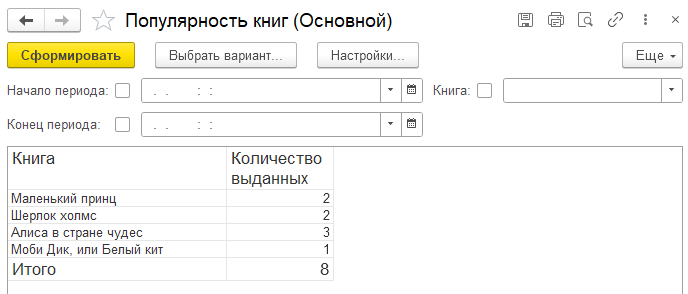 Популярность книг (Основной)
Сформировать Выбрать вариант... Настройки... Еще
Начало периода: . . : : Книга:
Конец периода: . . : :
Книга Количество
выданных
Маленький принц 2
Шерлок холмс 2
Алиса в стране чудес 3
Моби Дик, или Белый кит 1
Итого 8